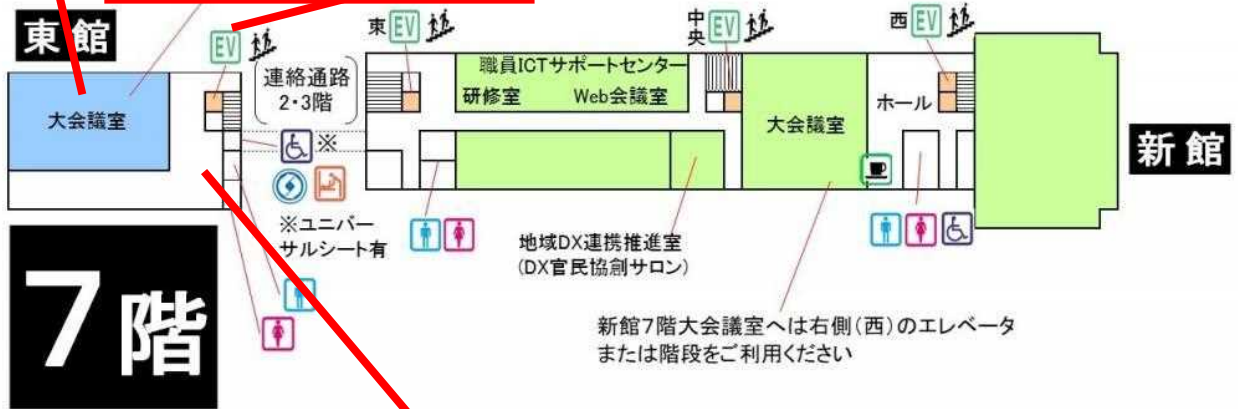 東館
EV
連絡通路
2・3階
大会議室
※
※ユニバー
サルシート有
7階
東 EV
職員ICTサポートセンター
研修室 Web会議室
中央 EV
大会議室
西 EV
ホール
新館
地域DX連携推進室
(DX官民協創サロン)
新館7階大会議室へは右側(西)のエレベータ
または階段をご利用ください